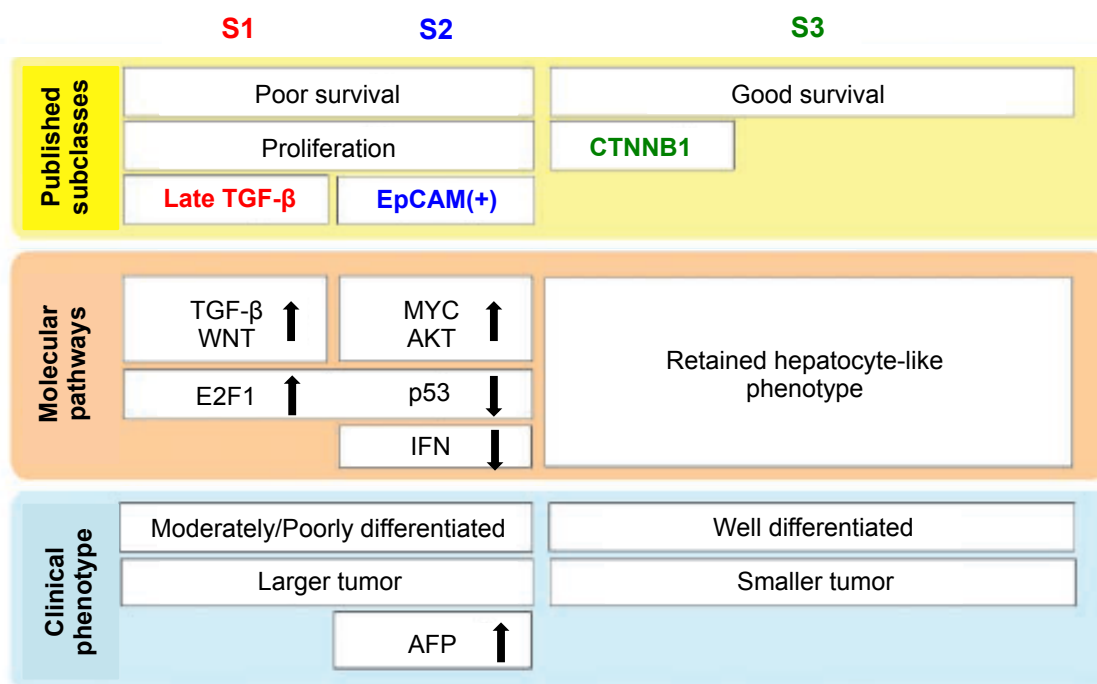 S1 S2 S3
Published
subclasses
Poor survival Good survival
Proliferation CTNNB1
Late TGF-β EpCAM(+)
Molecular
pathways
TGF-β MYC
WNT AKT
Retained hepatocyte-like
phenotype
E2F1 p53
IFN
Clinical
phenotype
Moderately/Poorly differentiated Well differentiated
Larger tumor Smaller tumor
AFP